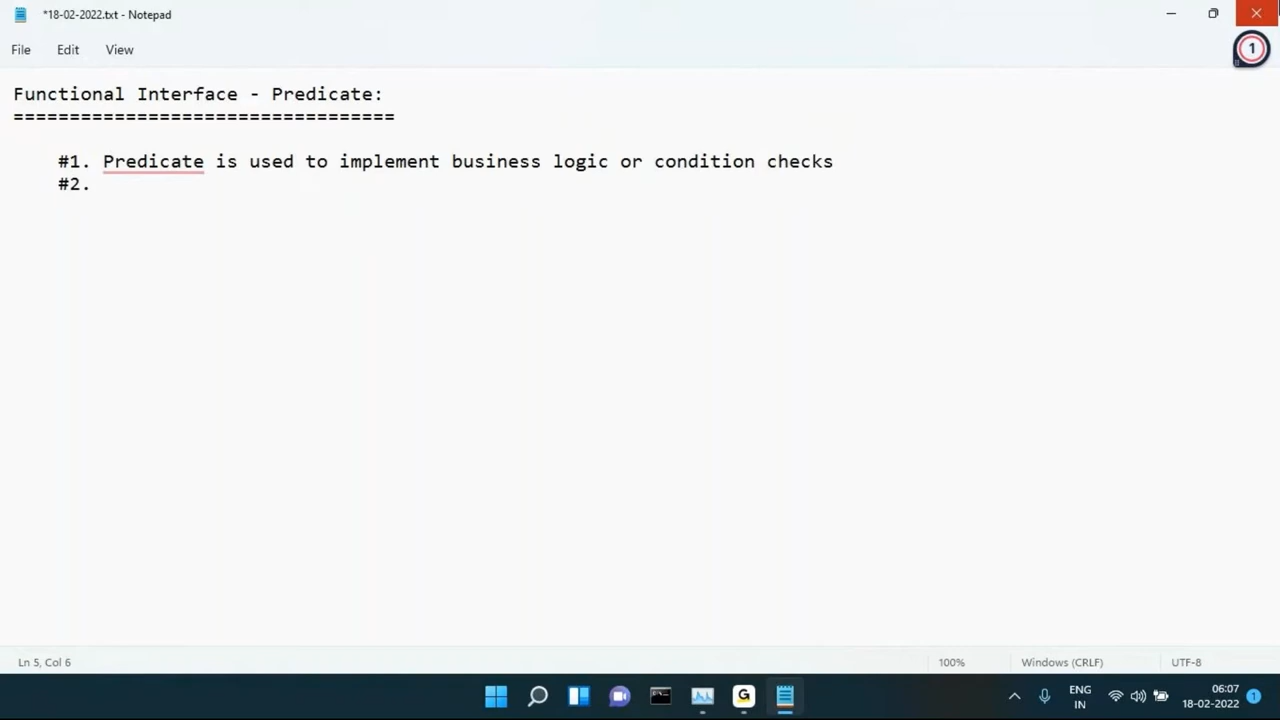 *18-02-2022.txt - Notepad
File Edit View
1
Functional Interface - Predicate:
==================================
#1. Predicate is used to implement business logic or condition checks
#2.
Ln 5, Col 6
100%
Windows (CRLF)
UTF-8
G
ENG
IN
06:07
18-02-2022
1